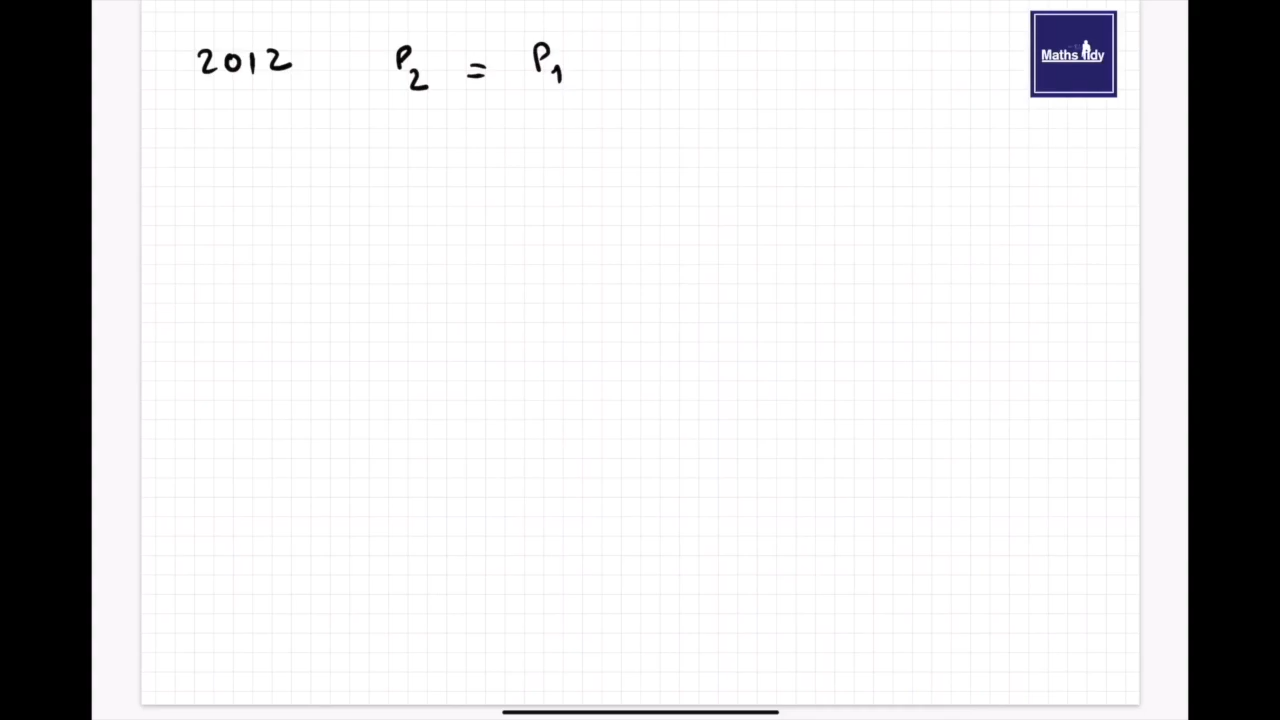 2012 P₂ = P₁
Maths